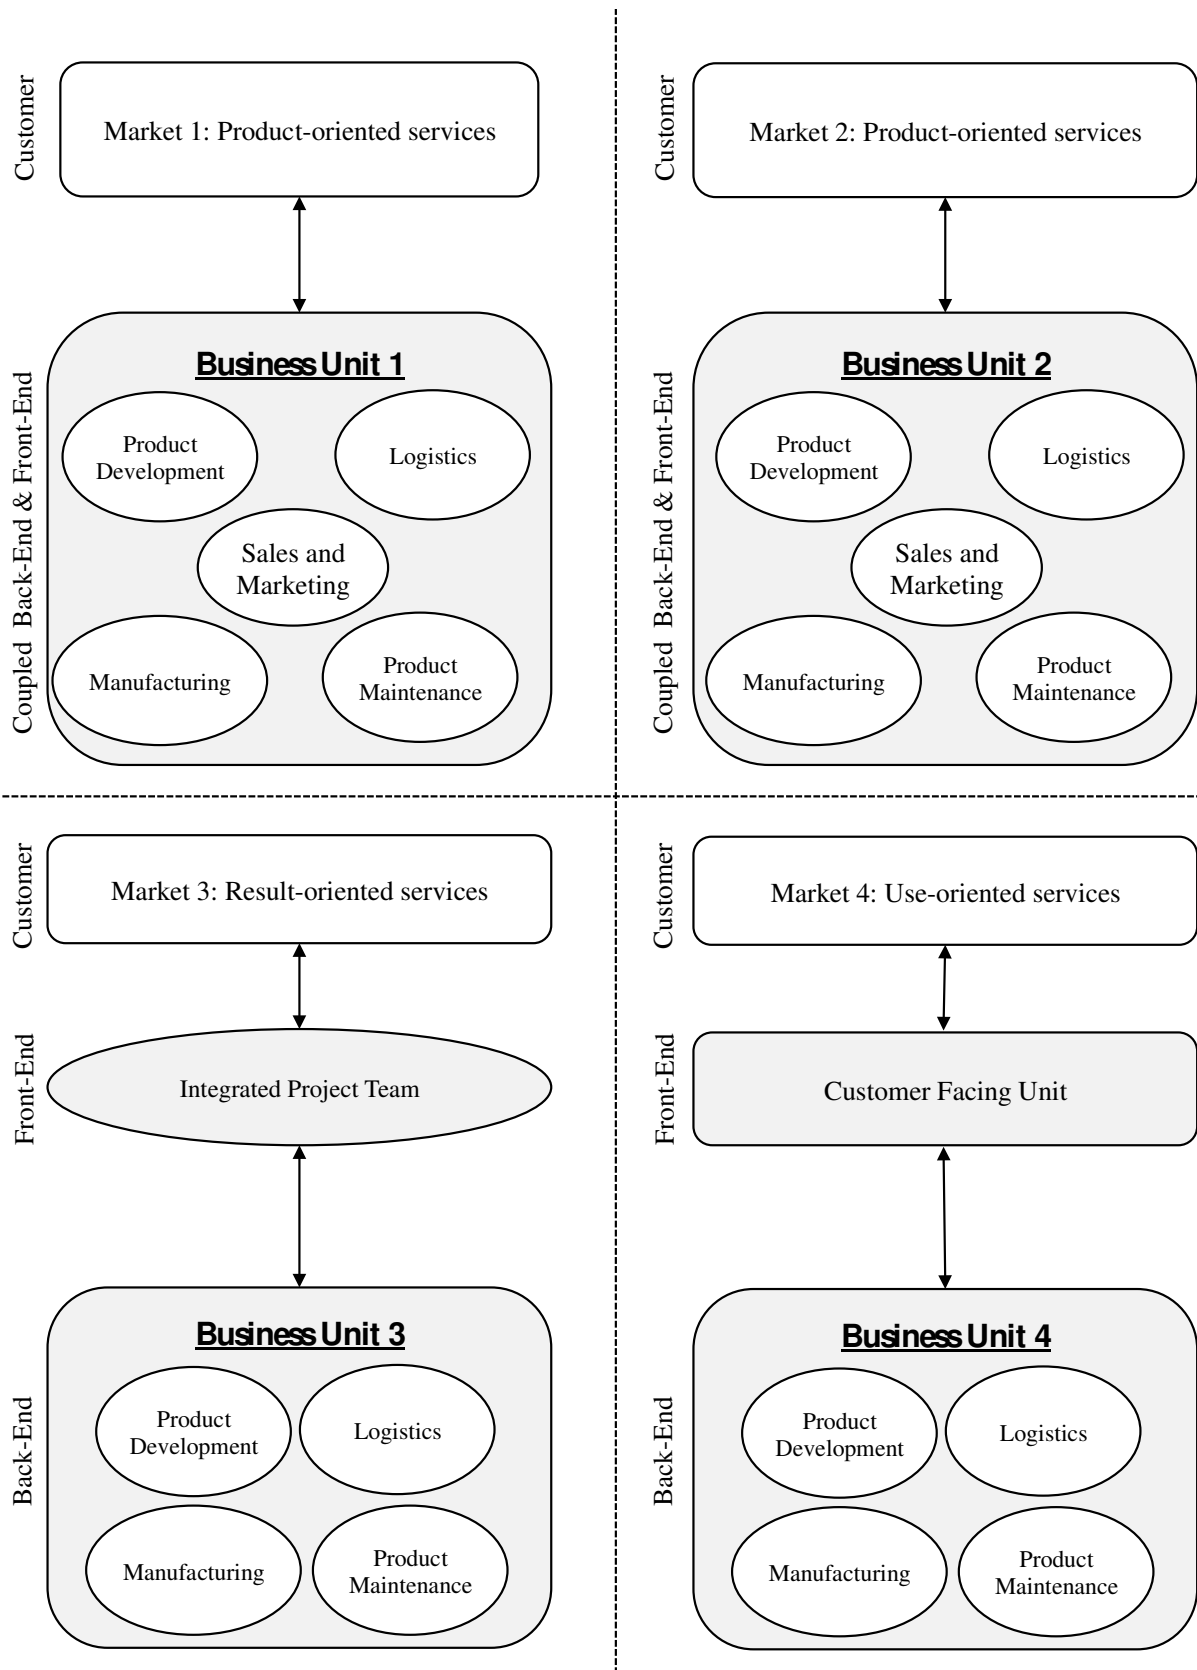 Customer
Market 1: Product-oriented services
Coupled Back-End & Front-End
Business Unit 1
Product
Development
Logistics
Sales and
Marketing
Manufacturing
Product
Maintenance
Customer
Market 2: Product-oriented services
Coupled Back-End & Front-End
Business Unit 2
Product
Development
Logistics
Sales and
Marketing
Manufacturing
Product
Maintenance
Customer
Market 3: Result-oriented services
Front-End
Integrated Project Team
Back-End
Business Unit 3
Product
Development
Logistics
Manufacturing
Product
Maintenance
Customer
Market 4: Use-oriented services
Front-End
Customer Facing Unit
Back-End
Business Unit 4
Product
Development
Logistics
Manufacturing
Product
Maintenance